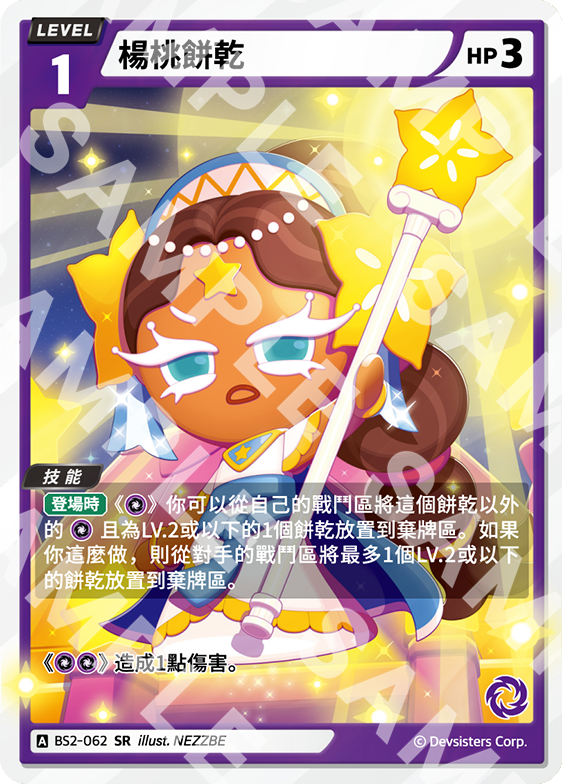 LEVEL
1
楊桃餅乾
HP 3
技能
登場時 《》你可以從自己的戰鬥區將這個餅乾以外
的 且為LV.2或以下的1個餅乾放置到棄牌區。如果
你這麼做，則從對手的戰鬥區將最多1個LV.2或以下
的餅乾放置到棄牌區。
《》造成1點傷害。
A BS2-062 SR illust. NEZZBE
© Devsisters Corp.
SAMPLE